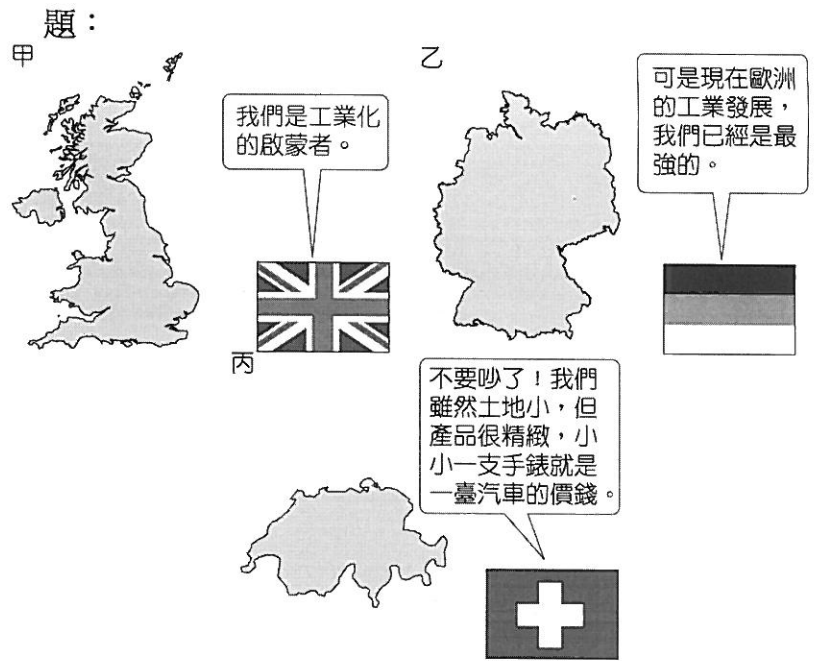 題：
甲
我們是工業化
的啟蒙者。
乙
可是現在歐洲
的工業發展，
我們已經是最
強的。
丙
不要吵了！我們
雖然土地小，但
產品很精緻，小
小一支手錶就是
一臺汽車的價錢。